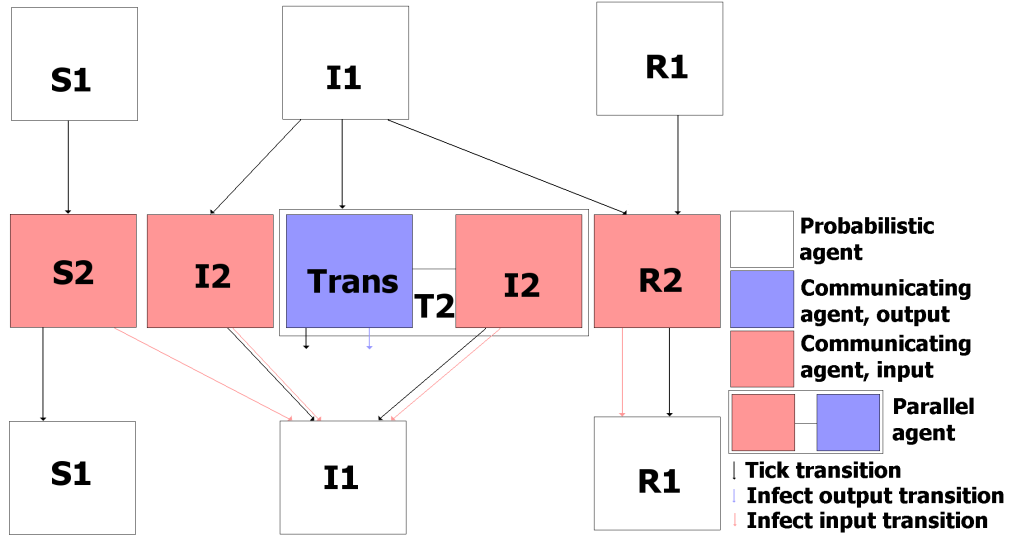 S1
I1
R1
S2
I2
Trans
T2
I2
R2
S1
I1
R1
Probabilistic
agent
Communicating
agent, output
Communicating
agent, input
Parallel
agent
Tick transition
Infect output transition
Infect input transition